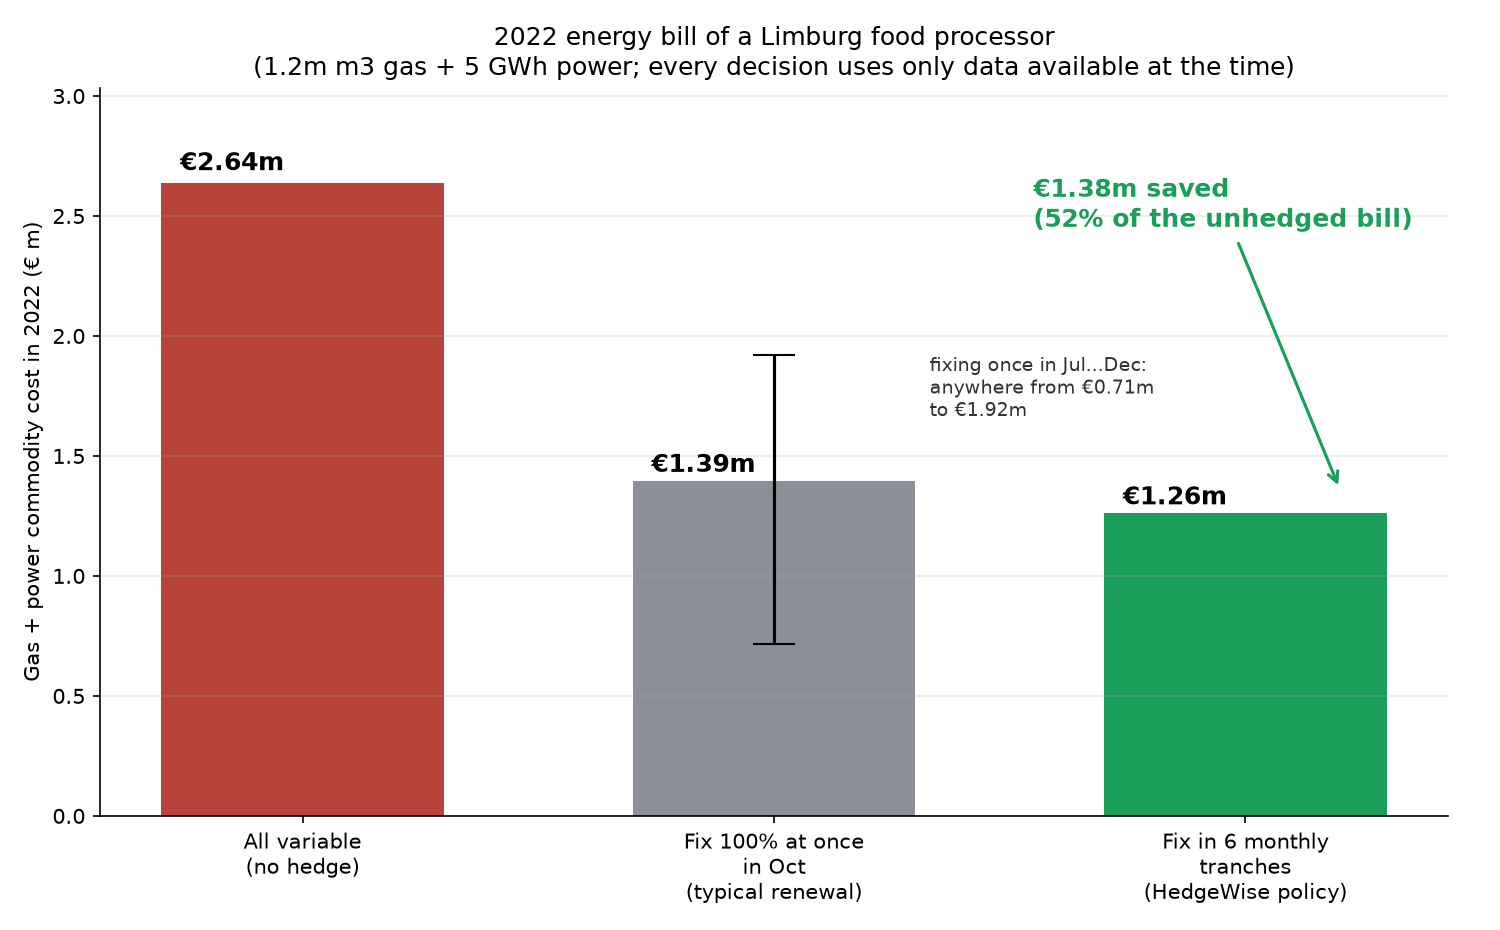 2022 energy bill of a Limburg food processor
(1.2m m3 gas + 5 GWh power; every decision uses only data available at the time)
Gas + power commodity cost in 2022 (€ m)
3.0
2.5
2.0
1.5
1.0
0.5
0.0
€2.64m
€1.39m
€1.26m
€1.38m saved
(52% of the unhedged bill)
fixing once in Jul...Dec:
anywhere from €0.71m
to €1.92m
All variable
(no hedge)
Fix 100% at once
in Oct
(typical renewal)
Fix in 6 monthly
tranches
(HedgeWise policy)